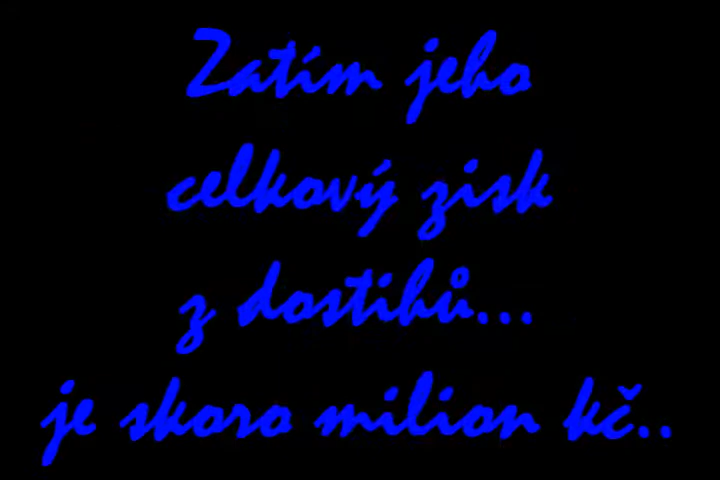 Zatím jeho
celkový zisk
z dostihů...
je skoro milion kč..